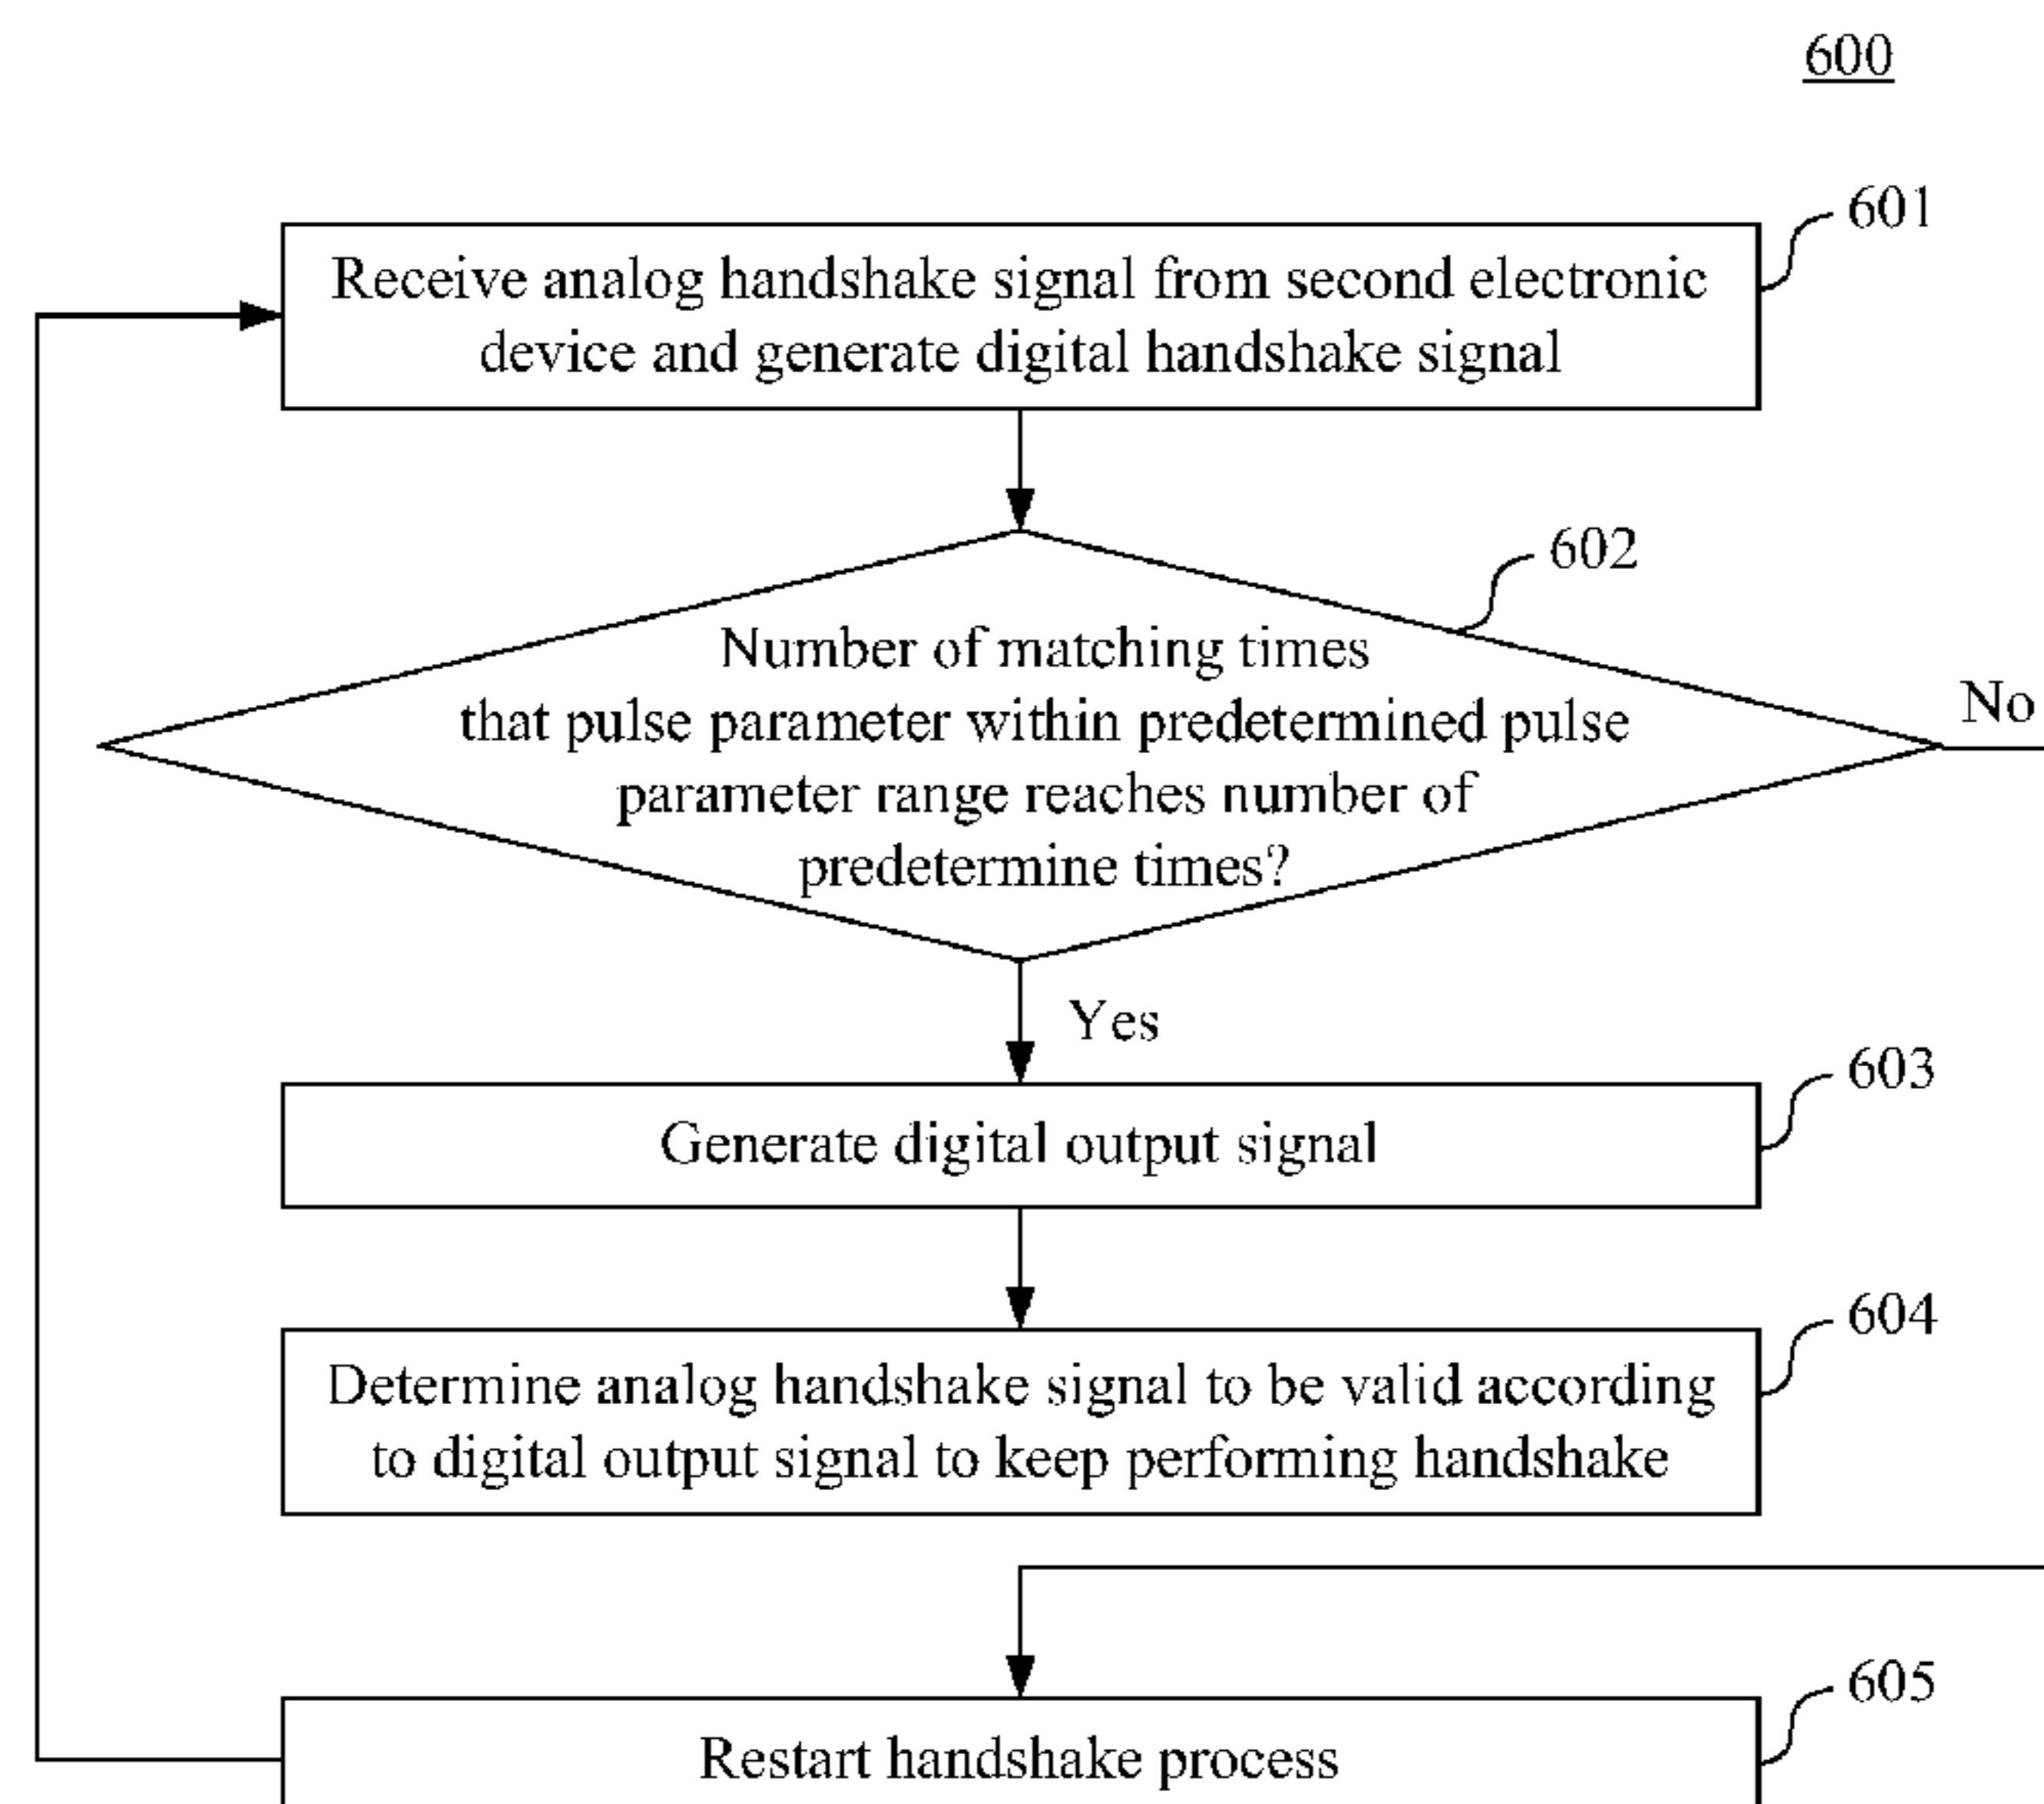 600
601
Receive analog handshake signal from second electronic
device and generate digital handshake signal
602
Number of matching times
that pulse parameter within predetermined pulse
parameter range reaches number of
predetermine times?
No
Yes
603
Generate digital output signal
604
Determine analog handshake signal to be valid according
to digital output signal to keep performing handshake
605
Restart handshake process